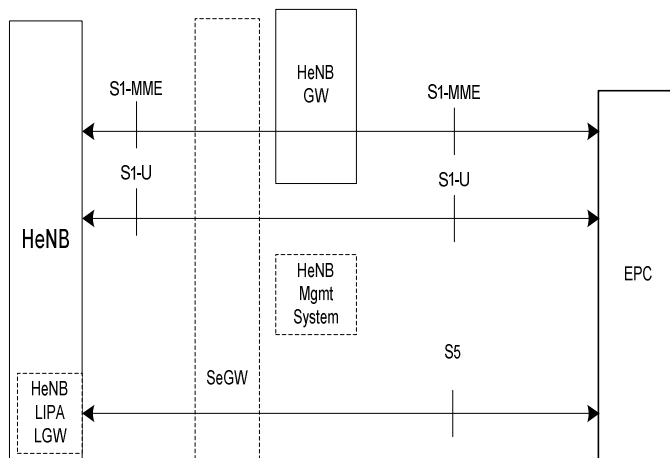 HeNB
GW
S1-MME
S1-MME
S1-U
S1-U
HeNB
HeNB
Mgmt
System
EPC
S5
SeGW
HeNB
LIPA
LGW